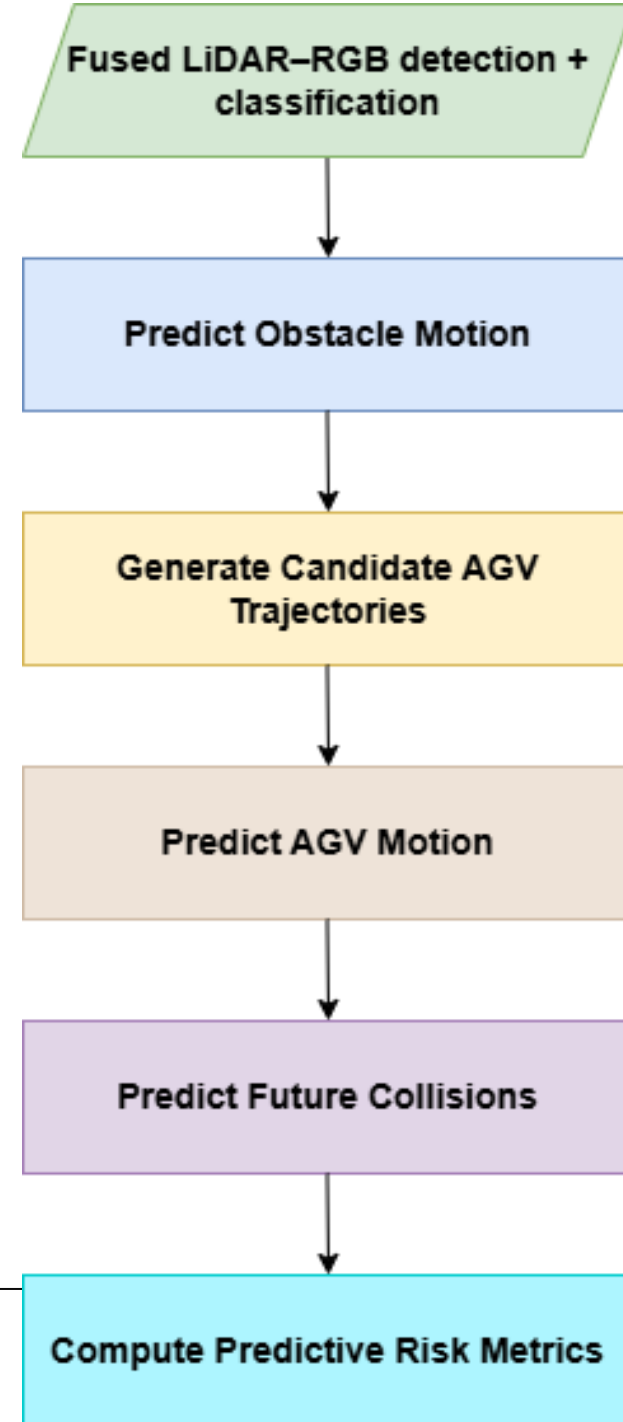 Fused LiDAR–RGB detection +
classification
Predict Obstacle Motion
Generate Candidate AGV
Trajectories
Predict AGV Motion
Predict Future Collisions
Compute Predictive Risk Metrics